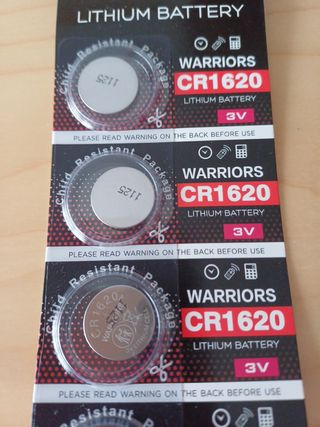 LITHIUM BATTERY
Child Resistant Package
1125
WARRIORS
CR1620
LITHIUM BATTERY
3V
PLEASE READ WARNING ON THE BACK BEFORE USE
Child Resistant Package
1125
WARRIORS
CR1620
LITHIUM BATTERY
3V
PLEASE READ WARNING ON THE BACK BEFORE USE
Child Resistant Package
CR1620
WARRIORS
CR1620
LITHIUM BATTERY
3V
PLEASE READ WARNING ON THE BACK BEFORE USE
Resistant
WARRIORS